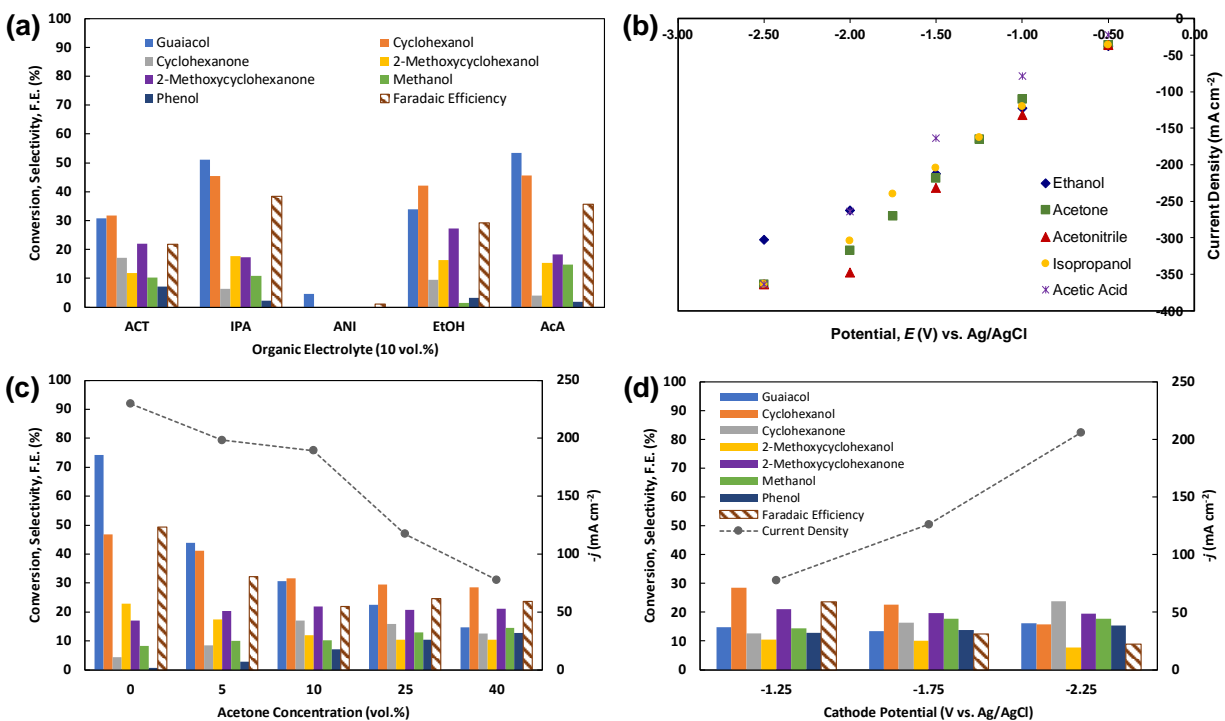 (a)
Conversion, Selectivity, F.E. (%)
100
90
80
70
60
50
40
30
20
10
0
Guaiacol
Cyclohexanol
Cyclohexanone
2-Methoxycyclohexanol
2-Methoxycyclohexanone
Methanol
Phenol
Faradaic Efficiency
ACT
IPA
ANI
EtOH
AcA
Organic Electrolyte (10 vol.%)
(b)
-3.00
-2.50
-2.00
-1.50
-1.00
-0.50
0.00
0
-50
-100
-150
-200
-250
-300
-350
-400
Current Density (mA cm-2)
Ethanol
Acetone
Acetonitrile
Isopropanol
Acetic Acid
Potential, E (V) vs. Ag/AgCl
(c)
Conversion, Selectivity, F.E. (%)
100
90
80
70
60
50
40
30
20
10
0
250
200
150
100
50
0
-j (mA cm-2)
0
5
10
25
40
Acetone Concentration (vol.%)
(d)
Conversion, Selectivity, F.E. (%)
100
90
80
70
60
50
40
30
20
10
0
Guaiacol
Cyclohexanol
Cyclohexanone
2-Methoxycyclohexanol
2-Methoxycyclohexanone
Methanol
Phenol
Faradaic Efficiency
Current Density
250
200
150
100
50
0
-j (mA cm-2)
-1.25
-1.75
-2.25
Cathode Potential (V vs. Ag/AgCl)